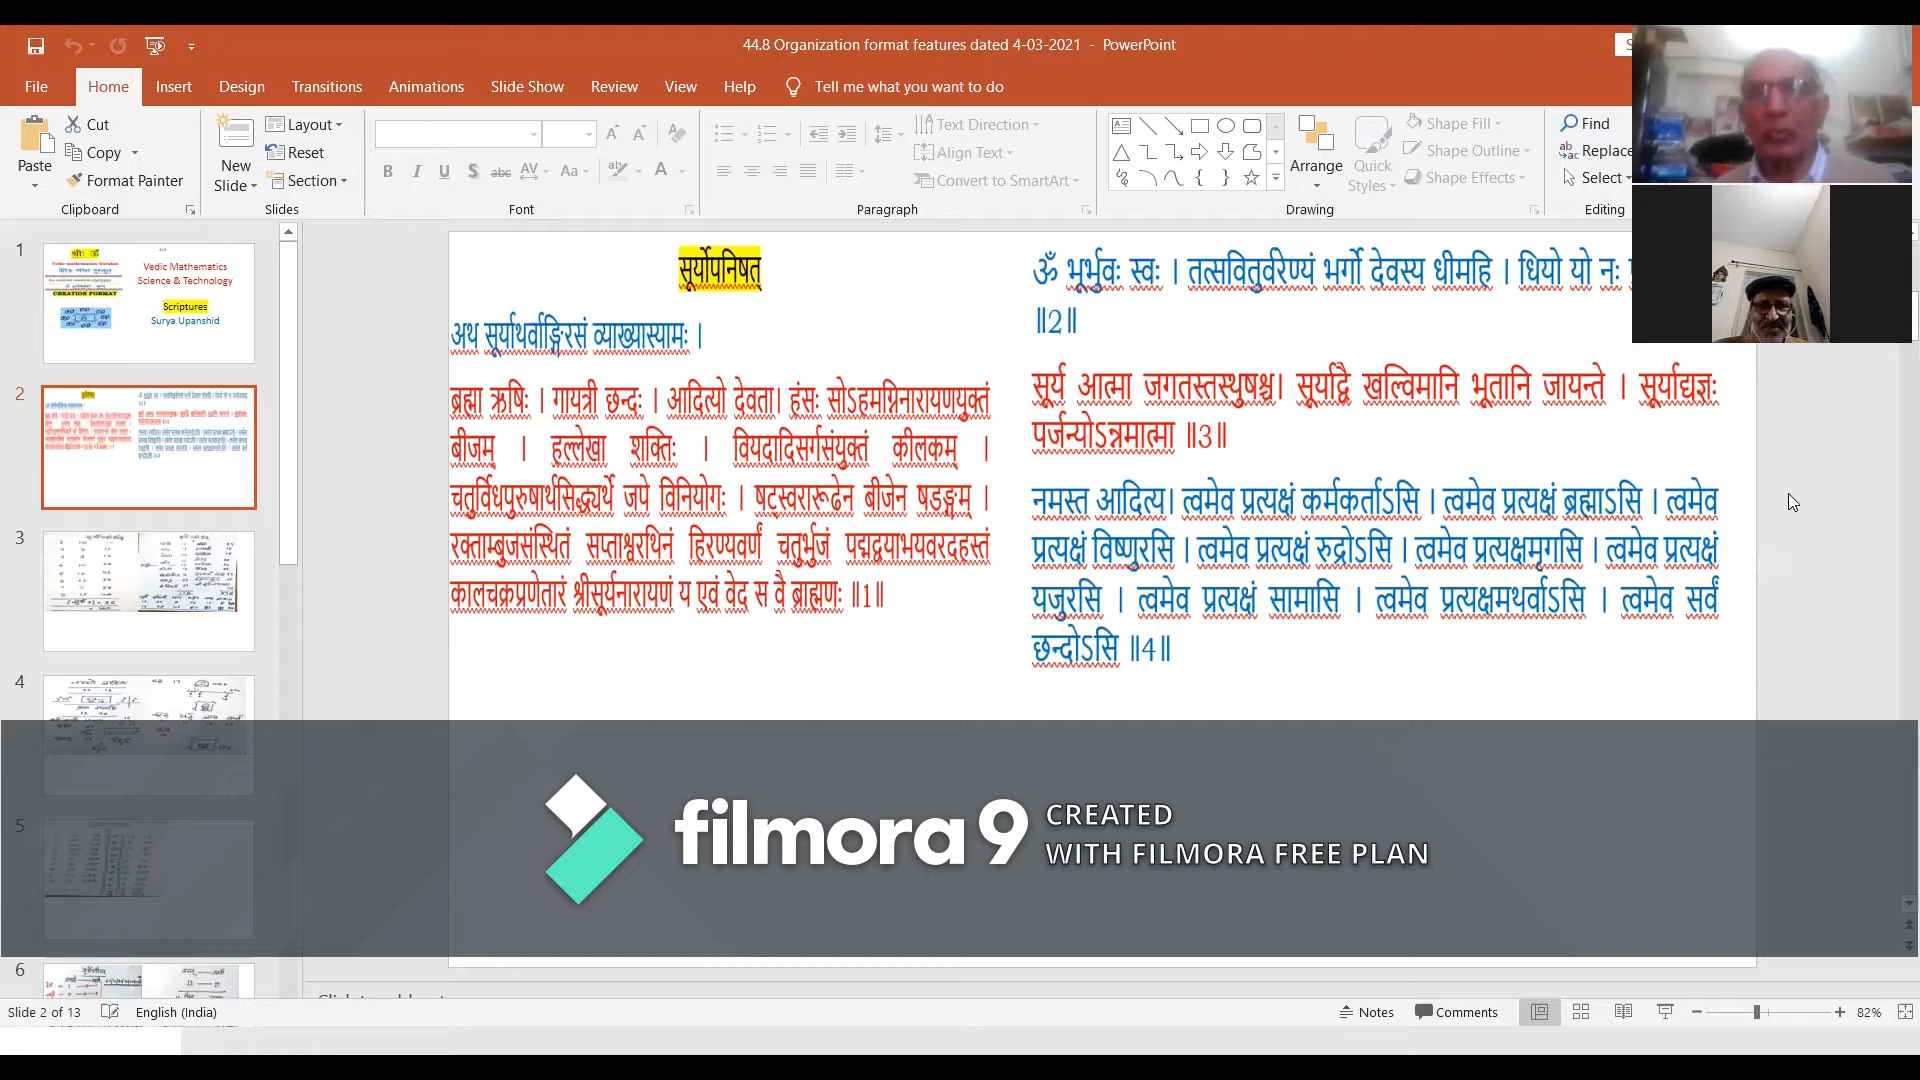 44.8 Organization format features dated 4-03-2021 - PowerPoint
File Home Insert Design Transitions Animations Slide Show Review View Help Tell me what you want to do
Cut
Copy
Format Painter
Paste
Clipboard
New
Slide
Layout
Reset
Section
Slides
Font
Text Direction
Align Text
Convert to SmartArt
Paragraph
Arrange
Quick
Styles
Shape Fill
Shape Outline
Shape Effects
Drawing
Find
Replace
Select
Editing
1
श्रीः ॐ
CREATION FORMAT
Vedic Mathematics
Science & Technology
Scriptures
Surya Upanshid
2
3
4
5
6
सूर्योपनिषत्
अथ सूर्याथर्वाङ्गिरसं व्याख्यास्यामः ।
ब्रह्मा ऋषिः । गायत्री छन्दः । आदित्यो देवता। हंसः सोऽहमग्निनारायणयुक्तं
बीजम् । हृल्लेखा शक्तिः । वियदादिसर्गसंयुक्तं कीलकम् ।
चतुर्विधपुरुषार्थसिद्ध्यर्थे जपे विनियोगः । षट्स्वरारूढेन बीजेन षडङ्गम् ।
रक्ताम्बुजसंस्थितं सप्ताश्वरथिनं हिरण्यवर्णं चतुर्भुजं पद्मद्वयाभयवरदहस्तं
कालचक्रप्रणेतारं श्रीसूर्यनारायणं य एवं वेद स वै ब्राह्मणः ॥1॥
ॐ भूर्भुवः स्वः । तत्सवितुर्वरेण्यं भर्गो देवस्य धीमहि । धियो यो नः
॥2॥
सूर्य आत्मा जगतस्तस्थुषश्च। सूर्याद्वै खल्विमानि भूतानि जायन्ते । सूर्याद्यज्ञः
पर्जन्योऽन्नमात्मा ॥3॥
नमस्त आदित्य। त्वमेव प्रत्यक्षं कर्मकर्ताऽसि । त्वमेव प्रत्यक्षं ब्रह्माऽसि । त्वमेव
प्रत्यक्षं विष्णुरसि । त्वमेव प्रत्यक्षं रुद्रोऽसि । त्वमेव प्रत्यक्षमृगसि । त्वमेव प्रत्यक्षं
यजुरसि । त्वमेव प्रत्यक्षं सामासि । त्वमेव प्रत्यक्षमथर्वाऽसि । त्वमेव सर्वं
छन्दोऽसि ॥4॥
filmora 9 CREATED
WITH FILMORA FREE PLAN
Slide 2 of 13 English (India) Notes Comments 82%